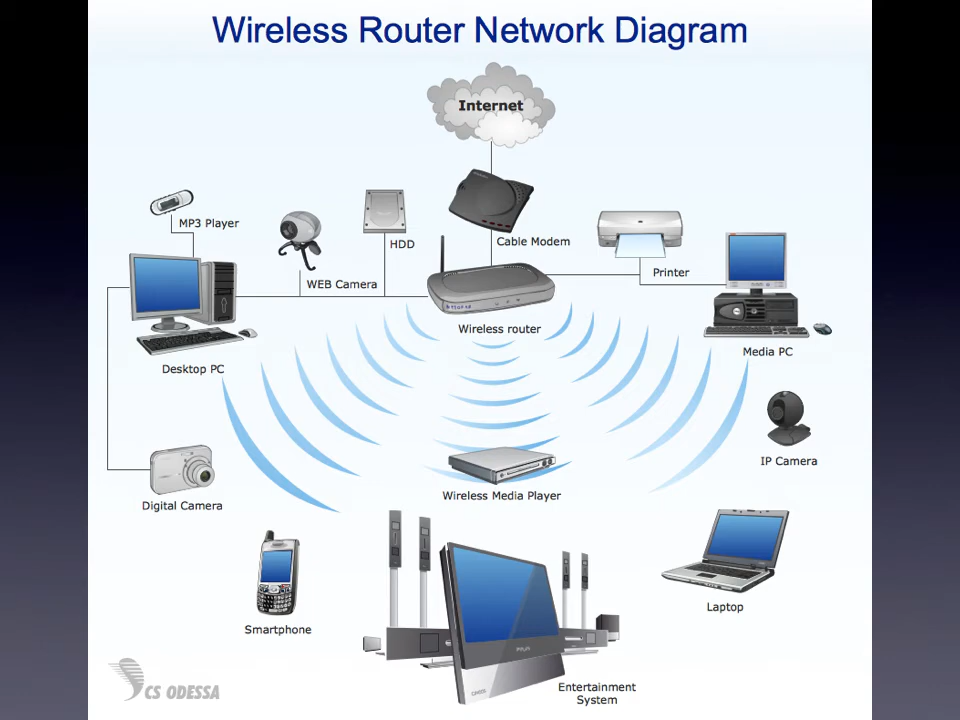 Wireless Router Network Diagram
Internet
MP3 Player
HDD
Cable Modem
WEB Camera
Printer
Wireless router
Media PC
Desktop PC
IP Camera
Wireless Media Player
Digital Camera
Laptop
Smartphone
Entertainment
System
CS ODESSA